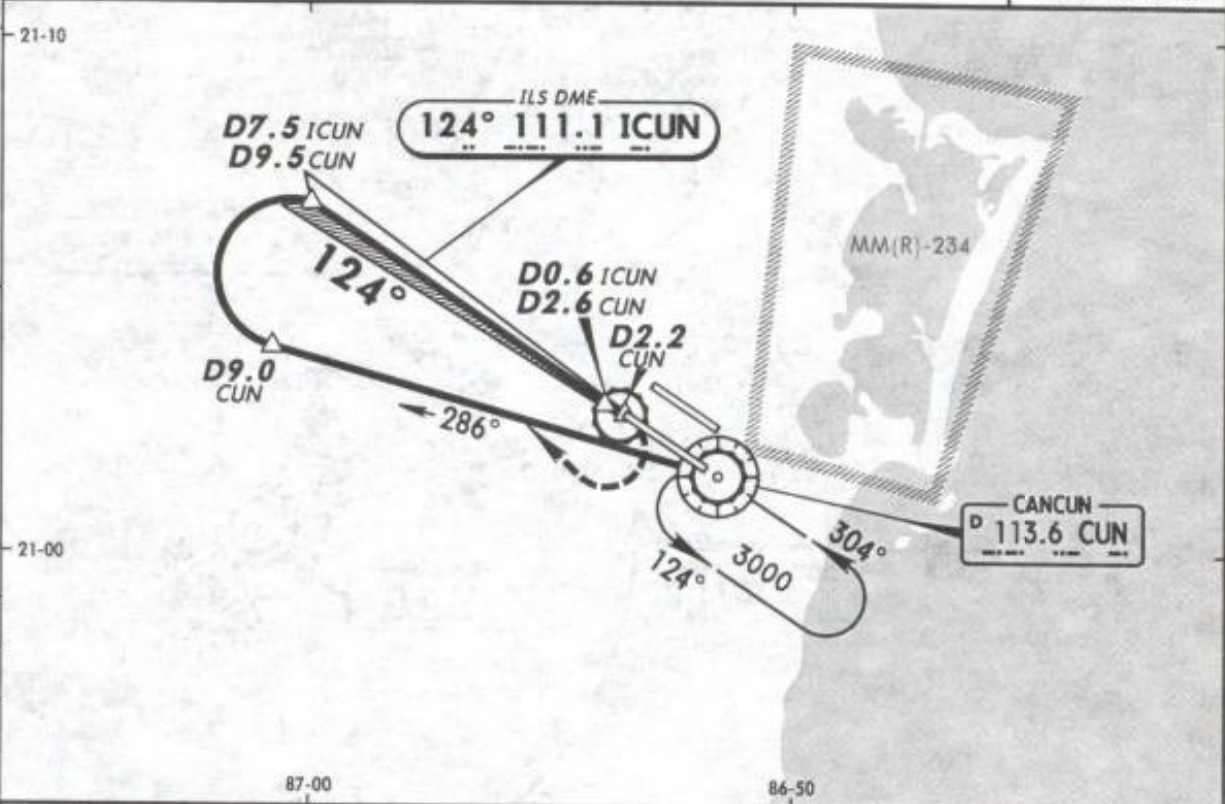 21-10
ILS DME
124° 111.1 ICUN
D7.5 ICUN
D9.5 CUN
124°
MM(R)-234
D0.6 ICUN
D2.6 CUN
D2.2
CUN
D9.0
CUN
286°
CANCUN
D 113.6 CUN
304°
3000
124°
21-00
87-00
86-50